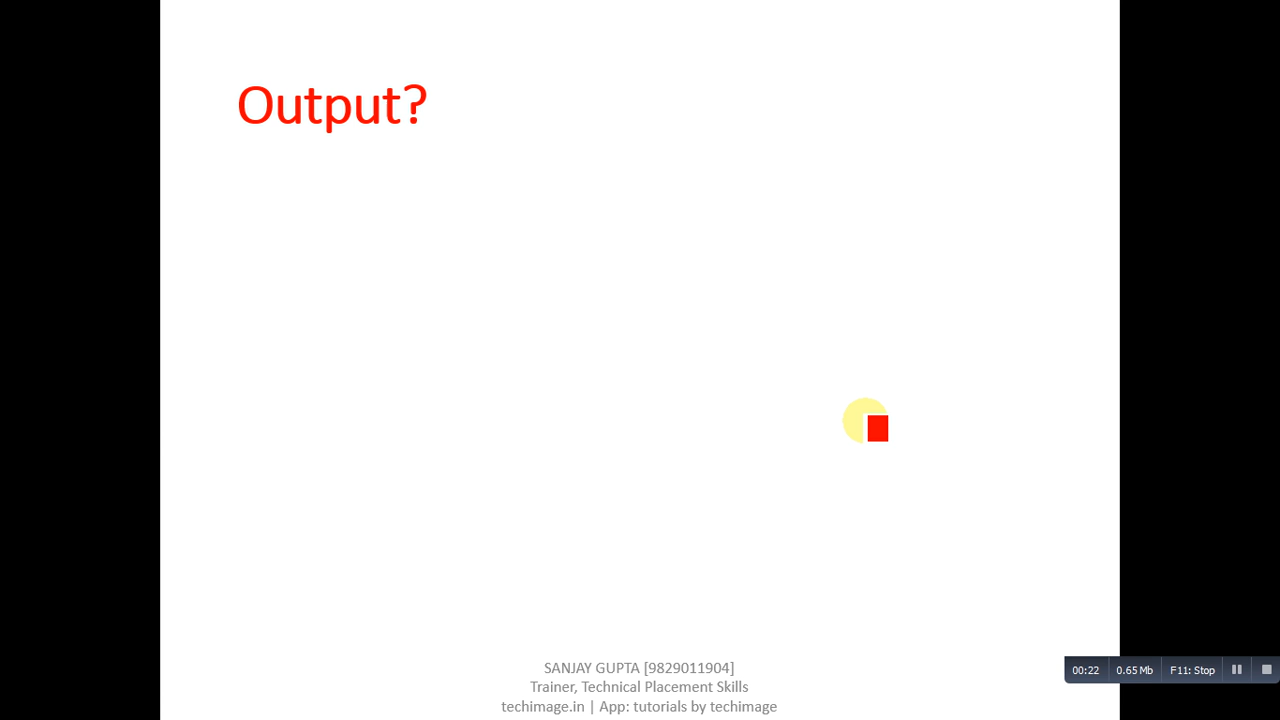 Output?
SANJAY GUPTA [9829011904]
Trainer, Technical Placement Skills
techimage.in | App: tutorials by techimage
00:22 0.65 Mb F11: Stop